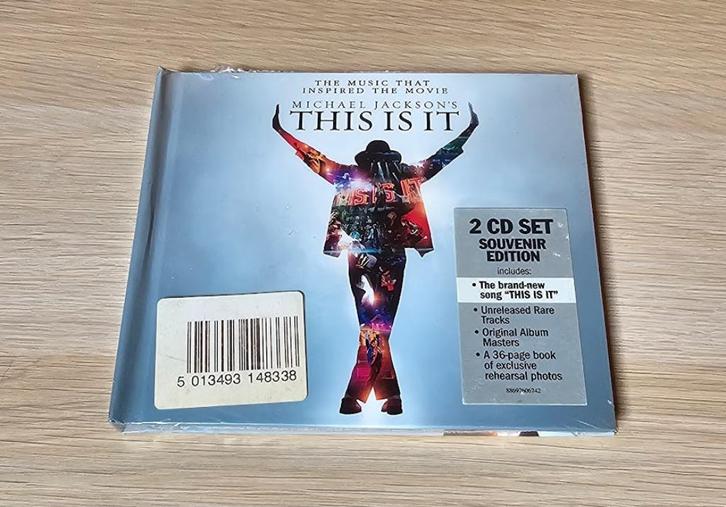 THE MUSIC THAT
INSPIRED THE MOVIE
MICHAEL JACKSON'S
THIS IS IT
THIS IS IT
2 CD SET
SOUVENIR
EDITION
includes:
• The brand-new
song "THIS IS IT"
• Unreleased Rare
Tracks
• Original Album
Masters
• A 36-page book
of exclusive
rehearsal photos
88697606742
5 013493 148338